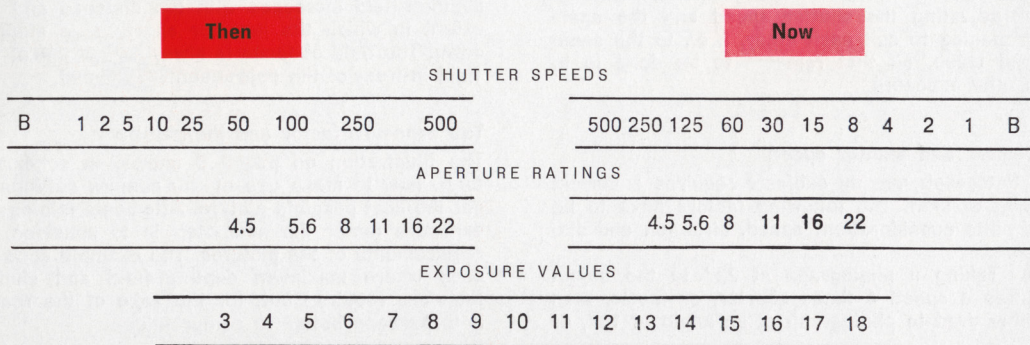 Then Now
SHUTTER SPEEDS
B 1 2 5 10 25 50 100 250 500 500 250 125 60 30 15 8 4 2 1 B
APERTURE RATINGS
4.5 5.6 8 11 16 22 4.5 5.6 8 11 16 22
EXPOSURE VALUES
3 4 5 6 7 8 9 10 11 12 13 14 15 16 17 18